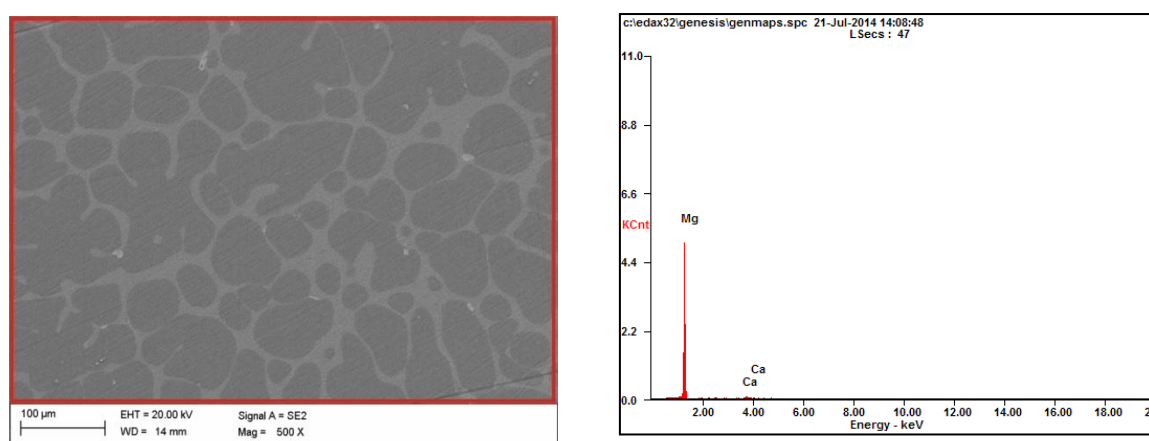 100 µm
EHT = 20.00 kV
Signal A = SE2
WD = 14 mm
Mag = 500 X
c:\edax32\genesis\genmaps.spc 21-Jul-2014 14:08:48
LSecs : 47
11.0
8.8
6.6
KCnt
Mg
4.4
2.2
Ca
Ca
0.0
2.00 4.00 6.00 8.00 10.00 12.00 14.00 16.00 18.00
Energy - keV